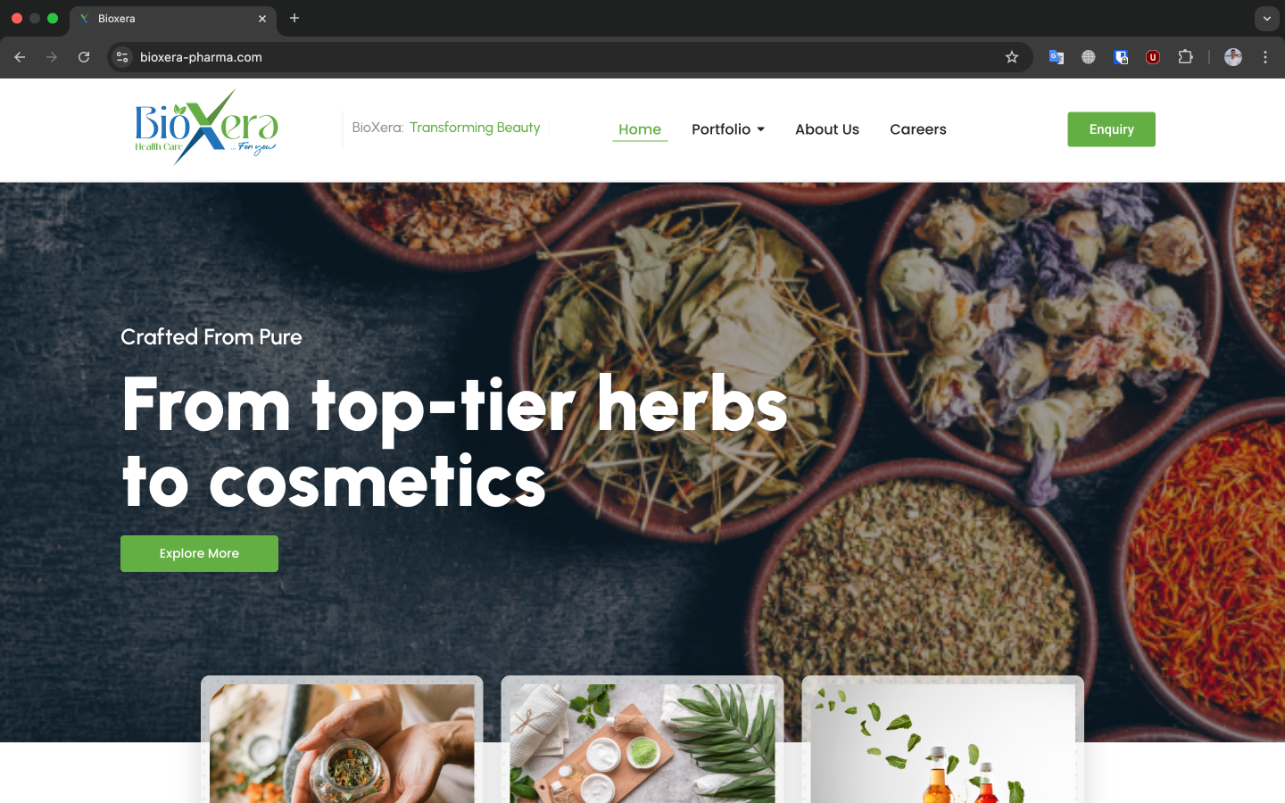 Bioxera
bioxera-pharma.com
BioXera
Health Care
... For you
BioXera: Transforming Beauty
Home
Portfolio
About Us
Careers
Enquiry
Crafted From Pure
From top-tier herbs
to cosmetics
Explore More